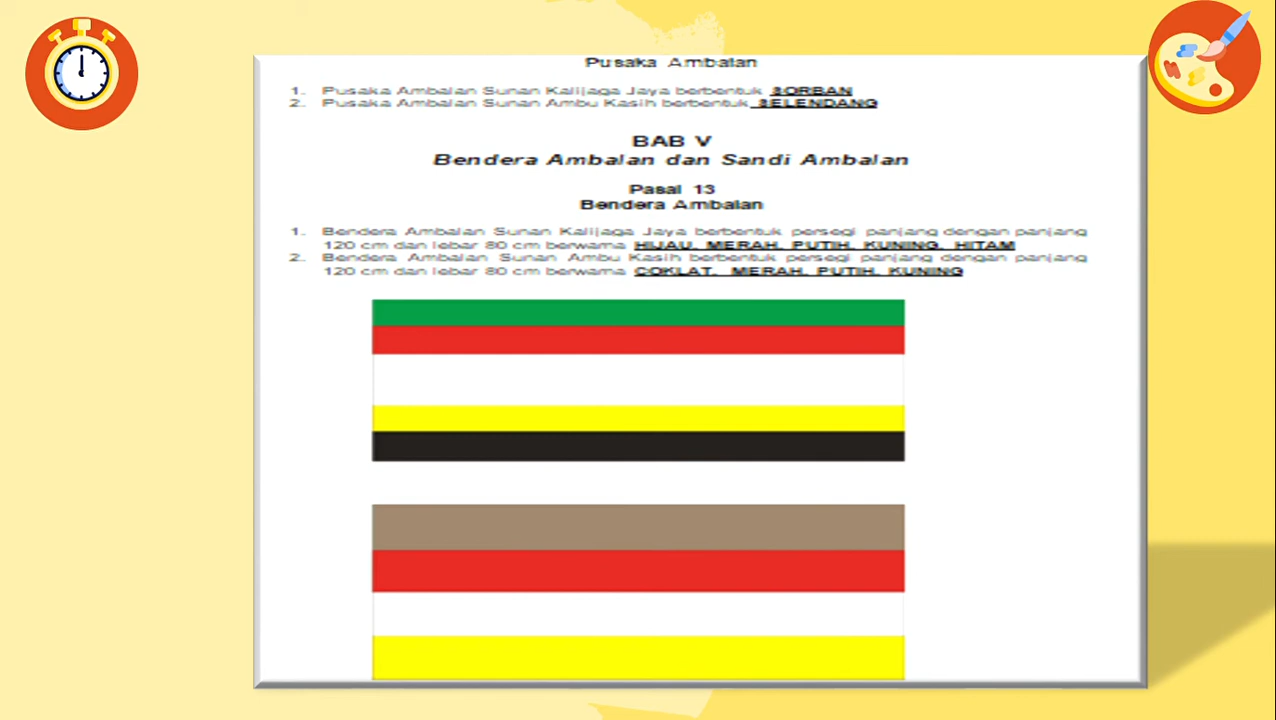 Pusaka Ambalan
1. Pusaka Ambalan Sunan Kalijaga Jaya berbentuk SORBAN
2. Pusaka Ambalan Sunan Ambu Kasih berbentuk SELENDANG
BAB V
Bendera Ambalan dan Sandi Ambalan
Pasal 13
Bendera Ambalan
1. Bendera Ambalan Sunan Kalijaga Jaya berbentuk persegi panjang dengan panjang
120 cm dan lebar 80 cm berwarna HIJAU, MERAH, PUTIH, KUNING, HITAM
2. Bendera Ambalan Sunan Ambu Kasih berbentuk persegi panjang dengan panjang
120 cm dan lebar 80 cm berwarna COKLAT, MERAH, PUTIH, KUNING